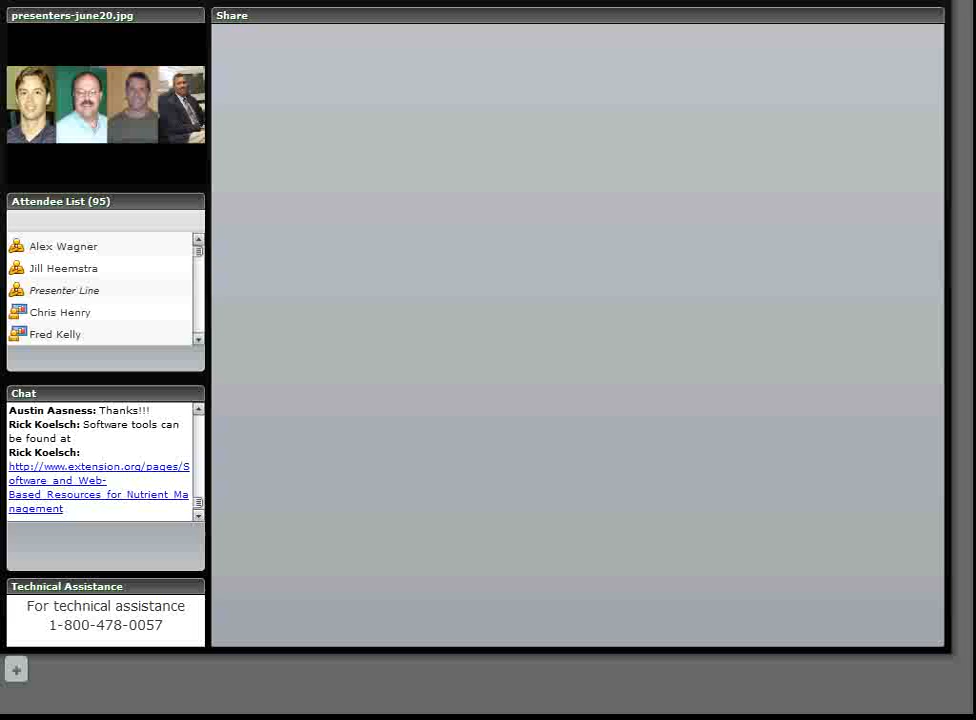 presenters-june20.jpg
Share
Attendee List (95)
Alex Wagner
Jill Heemstra
Presenter Line
Chris Henry
Fred Kelly
Chat
Austin Aasness: Thanks!!!
Rick Koelsch: Software tools can
be found at
Rick Koelsch:
http://www.extension.org/pages/S
oftware_and_Web-
Based_Resources_for_Nutrient_Ma
nagement
Technical Assistance
For technical assistance
1-800-478-0057